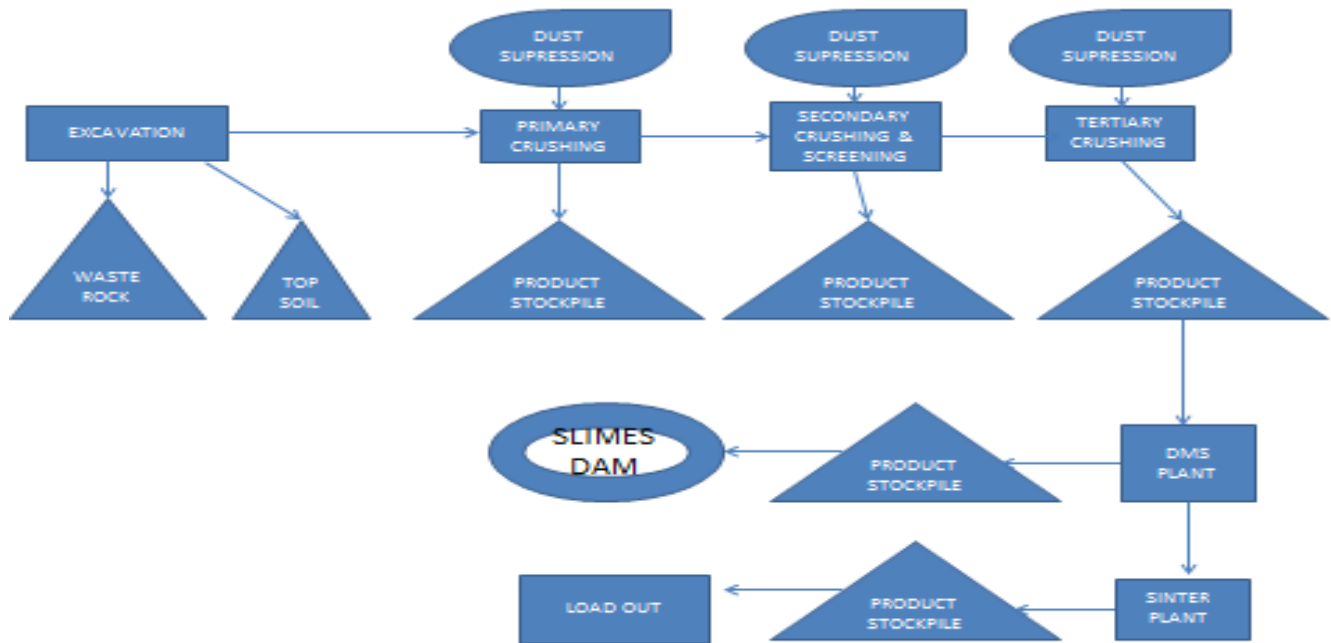 DUST
SUPRESSION
DUST
SUPRESSION
DUST
SUPRESSION
EXCAVATION
PRIMARY
CRUSHING
SECONDARY
CRUSHING &
SCREENING
TERTIARY
CRUSHING
WASTE
ROCK
TOP
SOIL
PRODUCT
STOCKPILE
PRODUCT
STOCKPILE
PRODUCT
STOCKPILE
SLIMES
DAM
PRODUCT
STOCKPILE
DMS
PLANT
LOAD OUT
PRODUCT
STOCKPILE
SINTER
PLANT